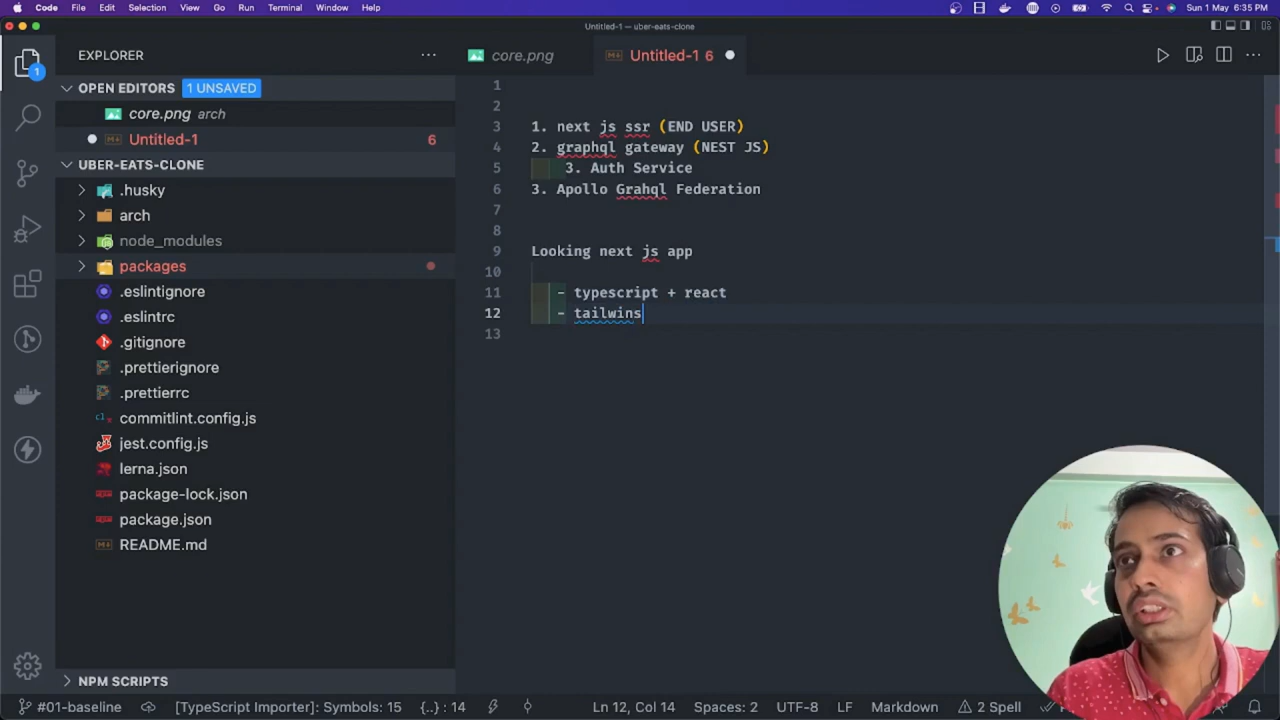 Code File Edit Selection View Go Run Terminal Window Help Sun 1 May 6:35 PM
Untitled-1 — uber-eats-clone
EXPLORER
core.png
Untitled-1 6
1
OPEN EDITORS 1 UNSAVED
core.png arch
Untitled-1 6
UBER-EATS-CLONE
.husky
arch
node_modules
packages
.eslintignore
.eslintrc
.gitignore
.prettierignore
.prettierrc
commitlint.config.js
jest.config.js
lerna.json
package-lock.json
package.json
README.md
NPM SCRIPTS
1
2
3 1. next js ssr (END USER)
4 2. graphql gateway (NEST JS)
5 3. Auth Service
6 3. Apollo Grahql Federation
7
8
9 Looking next js app
10
11 - typescript + react
12 - tailwins
13
#01-baseline [TypeScript Importer]: Symbols: 15 {..} : 14 Ln 12, Col 14 Spaces: 2 UTF-8 LF Markdown 2 Spell